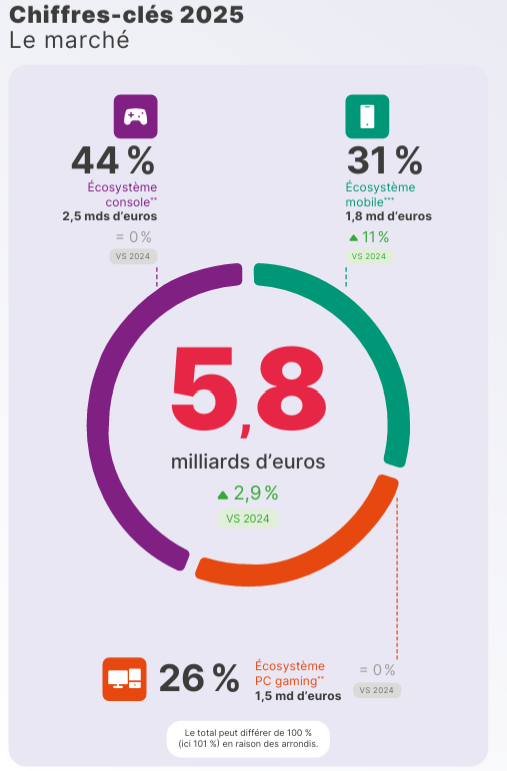 Chiffres-clés 2025
Le marché
44 %
Écosystème
console**
2,5 mds d'euros
= 0 %
VS 2024
31 %
Écosystème
mobile***
1,8 md d'euros
▲ 11 %
VS 2024
5,8
milliards d'euros
▲ 2,9 %
VS 2024
26 %
Écosystème
PC gaming**
1,5 md d'euros
= 0 %
VS 2024
Le total peut différer de 100 %
(ici 101 %) en raison des arrondis.